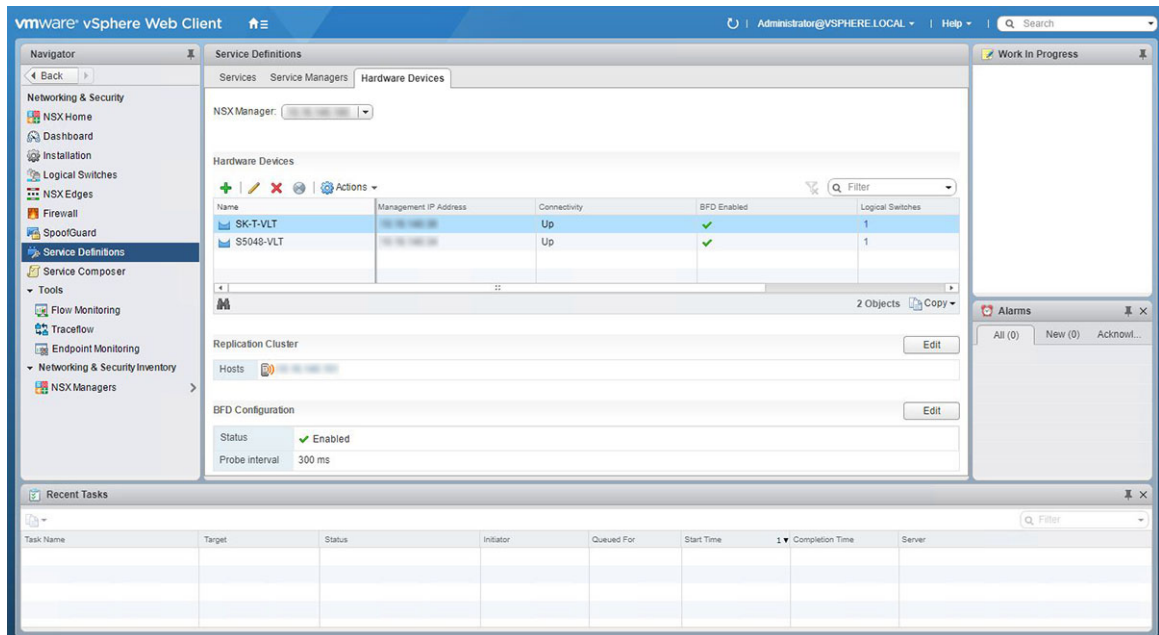 vmware® vSphere Web Client
Administrator@VSPHERE.LOCAL | Help | Search
Navigator
Back
Networking & Security
NSX Home
Dashboard
Installation
Logical Switches
NSX Edges
Firewall
SpoofGuard
Service Definitions
Service Composer
Tools
Flow Monitoring
Traceflow
Endpoint Monitoring
Networking & Security Inventory
NSX Managers
Service Definitions
Services Service Managers Hardware Devices
NSX Manager:
Hardware Devices
Actions Filter
Name Management IP Address Connectivity BFD Enabled Logical Switches
SK-T-VLT Up 1
S5048-VLT Up 1
2 Objects Copy
Replication Cluster Edit
Hosts
BFD Configuration Edit
Status Enabled
Probe interval 300 ms
Work In Progress
Alarms
All (0) New (0) Acknowl...
Recent Tasks
Filter
Task Name Target Status Initiator Queued For Start Time 1 Completion Time Server